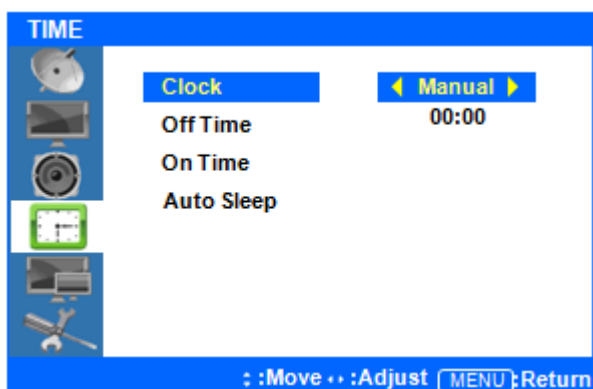 TIME
Clock Manual
Off Time 00:00
On Time
Auto Sleep
:Move :Adjust MENU :Return